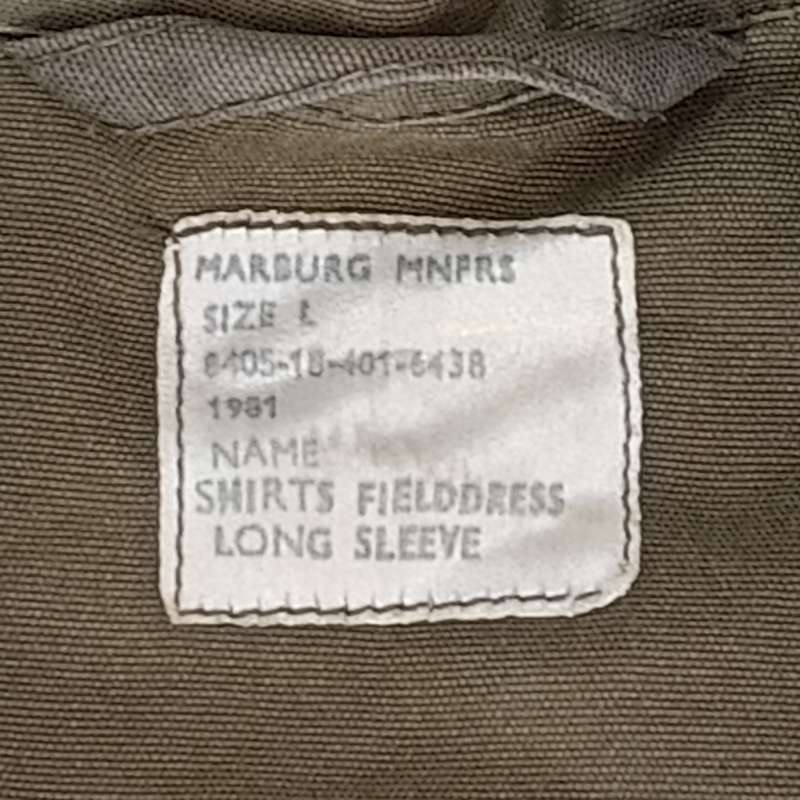 MARBURG MNFRS
SIZE L
8405-18-401-6438
1981
NAME
SHIRTS FIELDDRESS
LONG SLEEVE